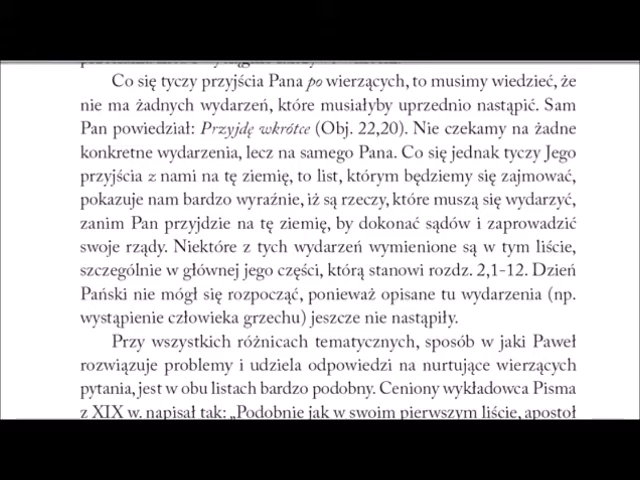 Co się tyczy przyjścia Pana po wierzących, to musimy wiedzieć, że
nie ma żadnych wydarzeń, które musiałyby uprzednio nastąpić. Sam
Pan powiedział: Przyjdę wkrótce (Obj. 22,20). Nie czekamy na żadne
konkretne wydarzenia, lecz na samego Pana. Co się jednak tyczy Jego
przyjścia z nami na tę ziemię, to list, którym będziemy się zajmować,
pokazuje nam bardzo wyraźnie, iż są rzeczy, które muszą się wydarzyć,
zanim Pan przyjdzie na tę ziemię, by dokonać sądów i zaprowadzić
swoje rządy. Niektóre z tych wydarzeń wymienione są w tym liście,
szczególnie w głównej jego części, którą stanowi rozdz. 2,1-12. Dzień
Pański nie mógł się rozpocząć, ponieważ opisane tu wydarzenia (np.
wystąpienie człowieka grzechu) jeszcze nie nastąpiły.
Przy wszystkich różnicach tematycznych, sposób w jaki Paweł
rozwiązuje problemy i udziela odpowiedzi na nurtujące wierzących
pytania, jest w obu listach bardzo podobny. Ceniony wykładowca Pisma
z XIX w. napisał tak: „Podobnie jak w swoim pierwszym liście, apostoł